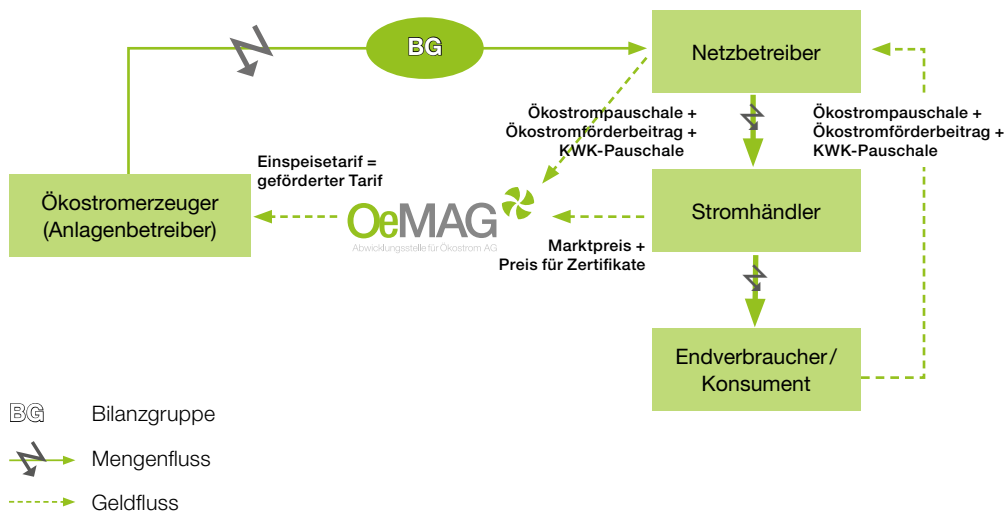 BG
Netzbetreiber
Ökostrompauschale +
Ökostromförderbeitrag +
KWK-Pauschale
Ökostrompauschale +
Ökostromförderbeitrag +
KWK-Pauschale
Einspeisetarif =
geförderter Tarif
Ökostromerzeuger
(Anlagenbetreiber)
OeMAG
Abwicklungsstelle für Ökostrom AG
Stromhändler
Marktpreis +
Preis für Zertifikate
Endverbraucher/
Konsument
BG Bilanzgruppe
Mengenfluss
Geldfluss